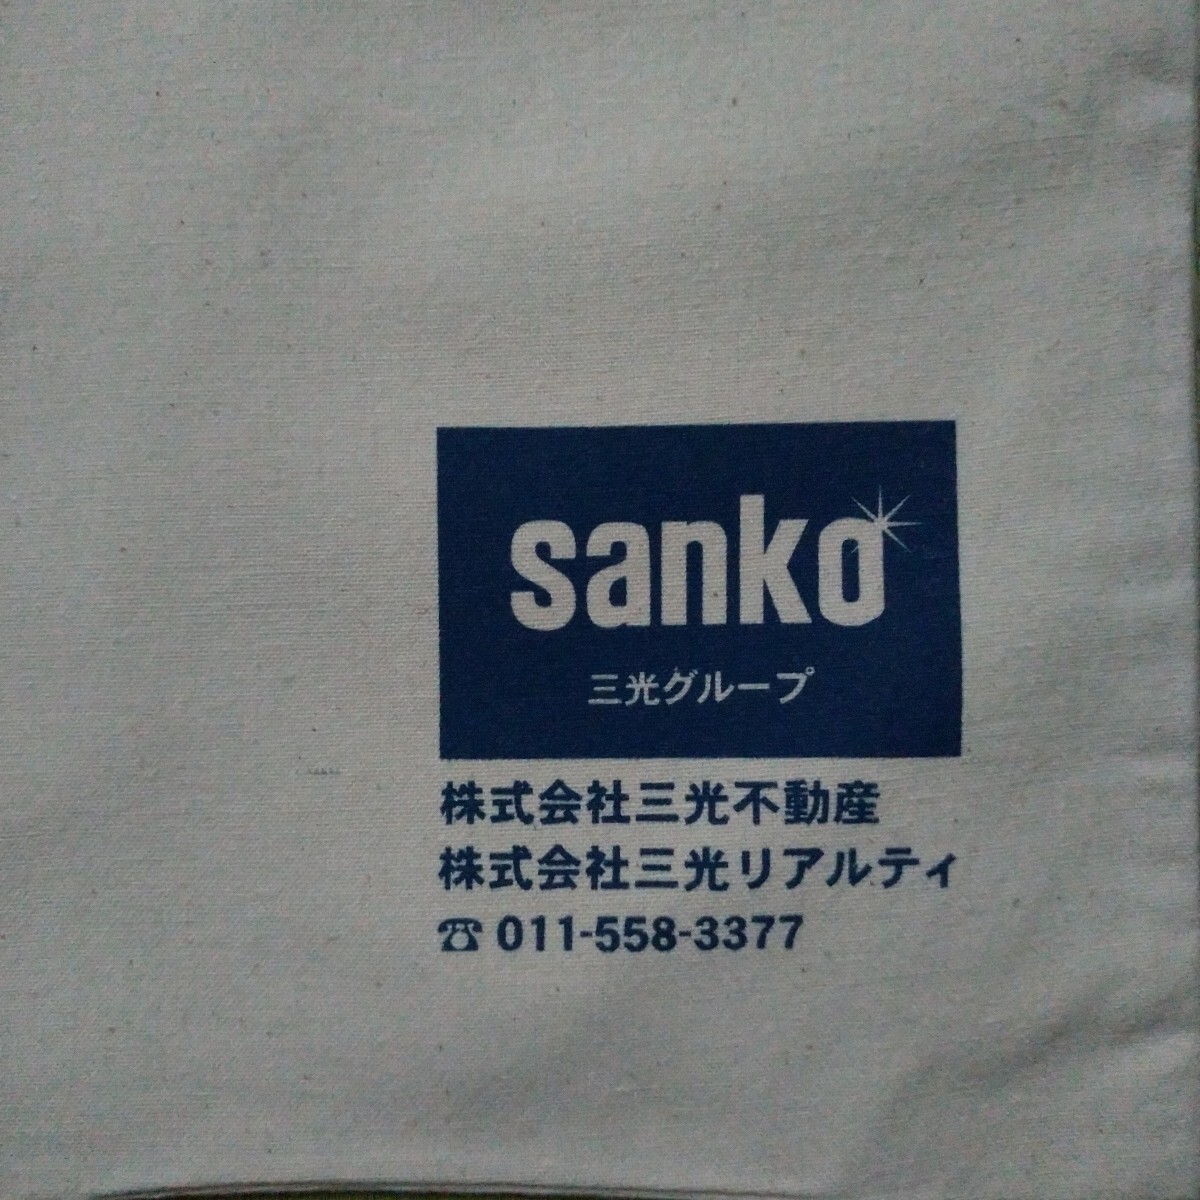 sanko
三光グループ
株式会社三光不動産
株式会社三光リアルティ
☎011-558-3377